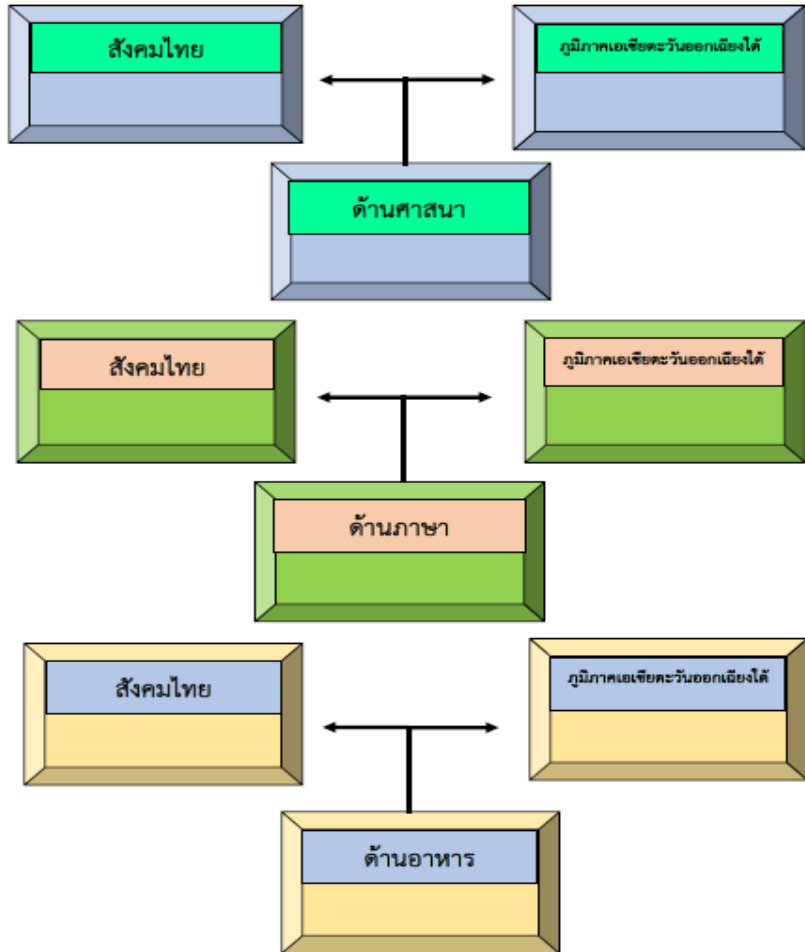 สังคมไทย
ภูมิภาคเอเชียตะวันออกเฉียงใต้
ด้านศาสนา
สังคมไทย
ภูมิภาคเอเชียตะวันออกเฉียงใต้
ด้านภาษา
สังคมไทย
ภูมิภาคเอเชียตะวันออกเฉียงใต้
ด้านอาหาร